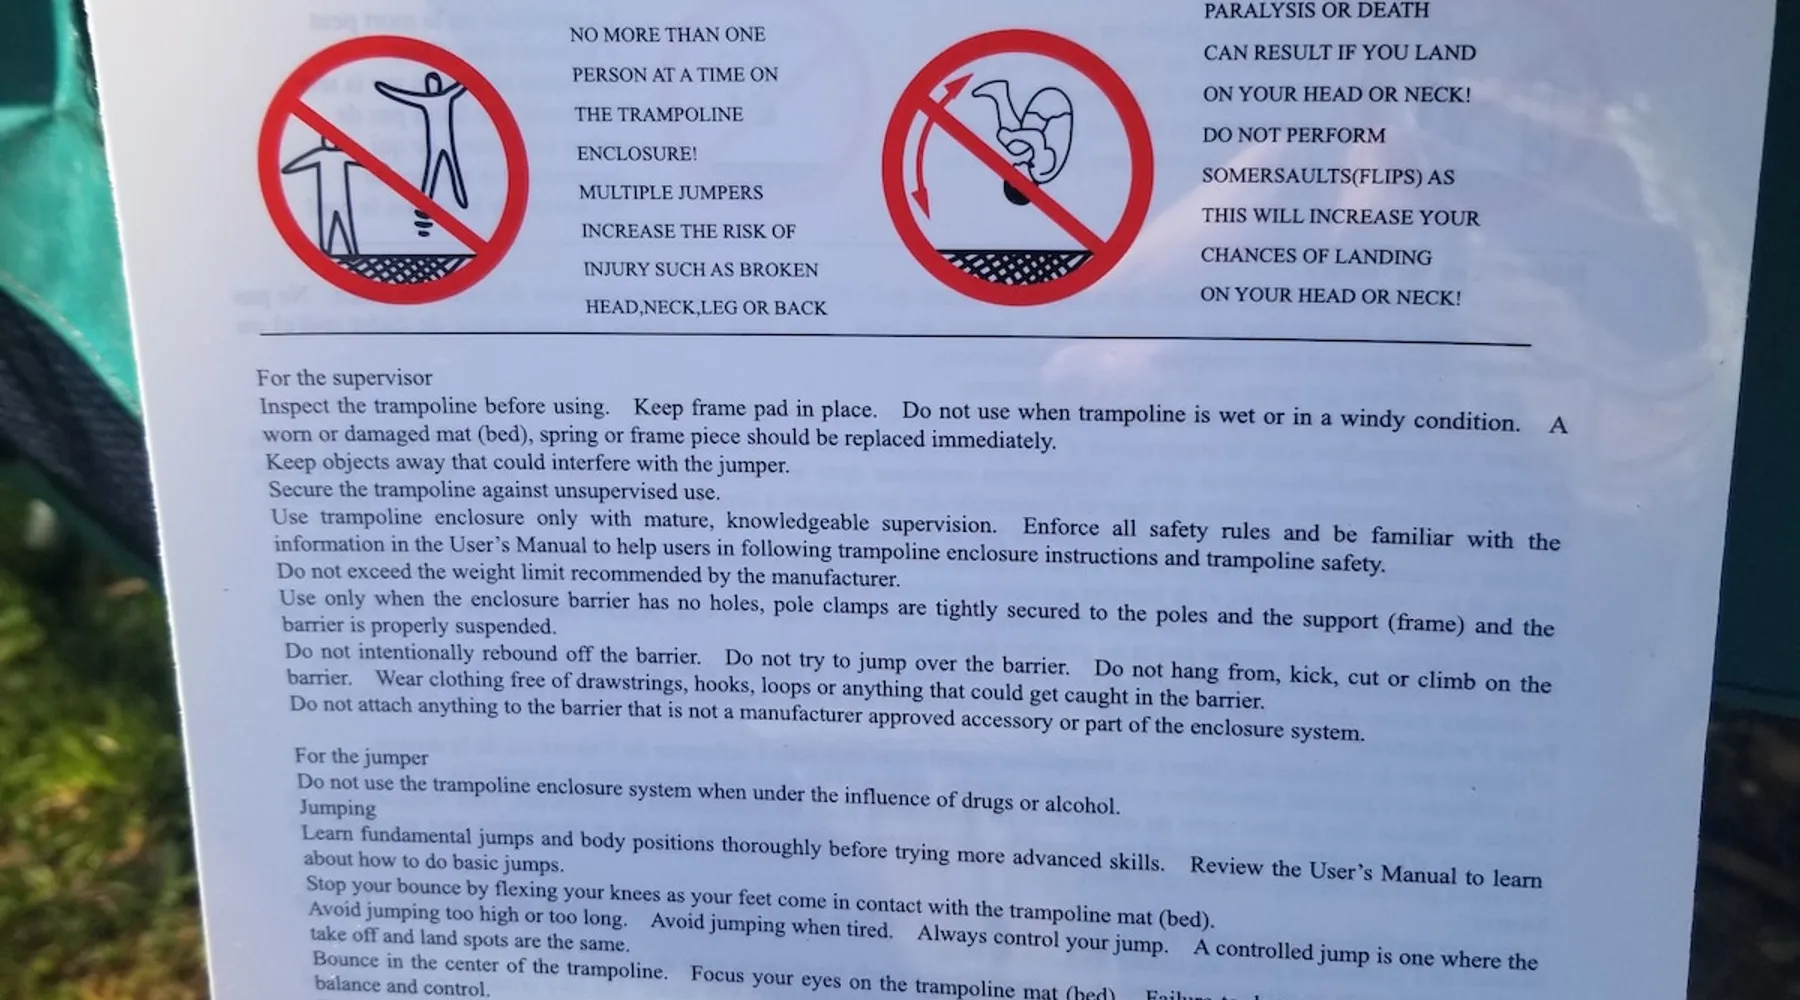 NO MORE THAN ONE
PERSON AT A TIME ON
THE TRAMPOLINE
ENCLOSURE!
MULTIPLE JUMPERS
INCREASE THE RISK OF
INJURY SUCH AS BROKEN
HEAD,NECK,LEG OR BACK
PARALYSIS OR DEATH
CAN RESULT IF YOU LAND
ON YOUR HEAD OR NECK!
DO NOT PERFORM
SOMERSAULTS(FLIPS) AS
THIS WILL INCREASE YOUR
CHANCES OF LANDING
ON YOUR HEAD OR NECK!
For the supervisor
Inspect the trampoline before using. Keep frame pad in place. Do not use when trampoline is wet or in a windy condition. A
worn or damaged mat (bed), spring or frame piece should be replaced immediately.
Keep objects away that could interfere with the jumper.
Secure the trampoline against unsupervised use.
Use trampoline enclosure only with mature, knowledgeable supervision. Enforce all safety rules and be familiar with the
information in the User's Manual to help users in following trampoline enclosure instructions and trampoline safety.
Do not exceed the weight limit recommended by the manufacturer.
Use only when the enclosure barrier has no holes, pole clamps are tightly secured to the poles and the support (frame) and the
barrier is properly suspended.
Do not intentionally rebound off the barrier. Do not try to jump over the barrier. Do not hang from, kick, cut or climb on the
barrier. Wear clothing free of drawstrings, hooks, loops or anything that could get caught in the barrier.
Do not attach anything to the barrier that is not a manufacturer approved accessory or part of the enclosure system.
For the jumper
Do not use the trampoline enclosure system when under the influence of drugs or alcohol.
Jumping
Learn fundamental jumps and body positions thoroughly before trying more advanced skills. Review the User's Manual to learn
about how to do basic jumps.
Stop your bounce by flexing your knees as your feet come in contact with the trampoline mat (bed).
Avoid jumping too high or too long. Avoid jumping when tired. Always control your jump. A controlled jump is one where the
take off and land spots are the same.
Bounce in the center of the trampoline. Focus your eyes on the trampoline mat (bed).
balance and control.